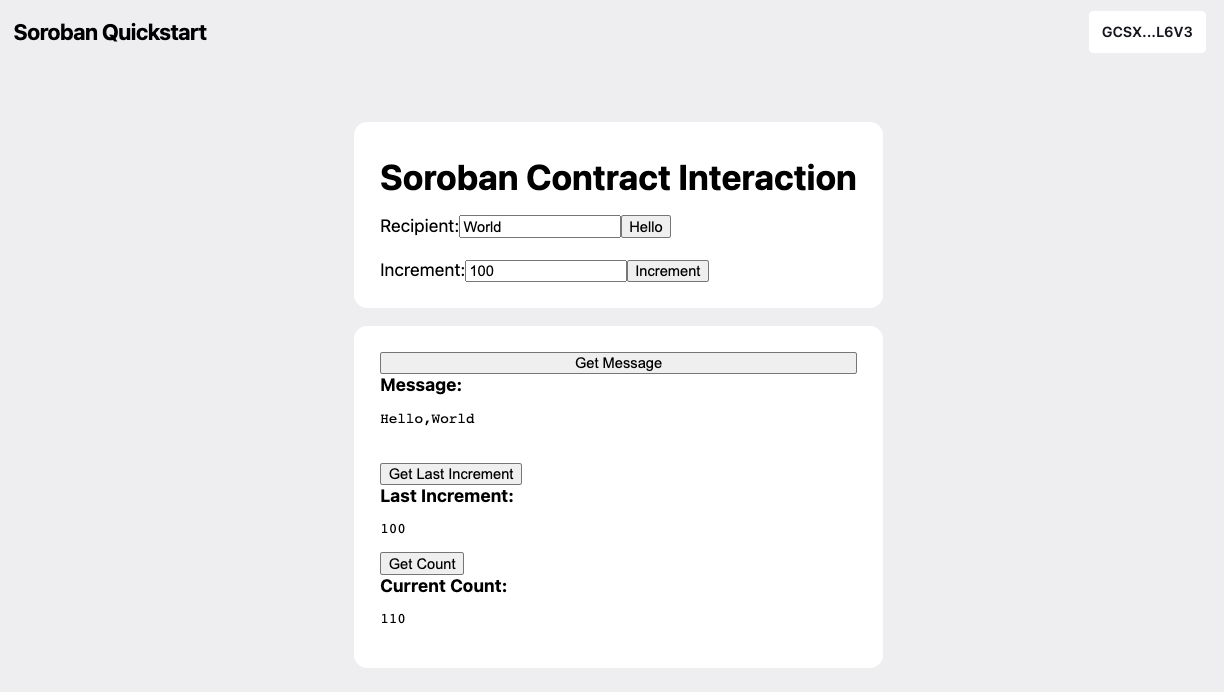 Soroban Quickstart
GCSX...L6V3
Soroban Contract Interaction
Recipient: World Hello
Increment: 100 Increment
Get Message
Message:
Hello,World
Get Last Increment
Last Increment:
100
Get Count
Current Count:
110